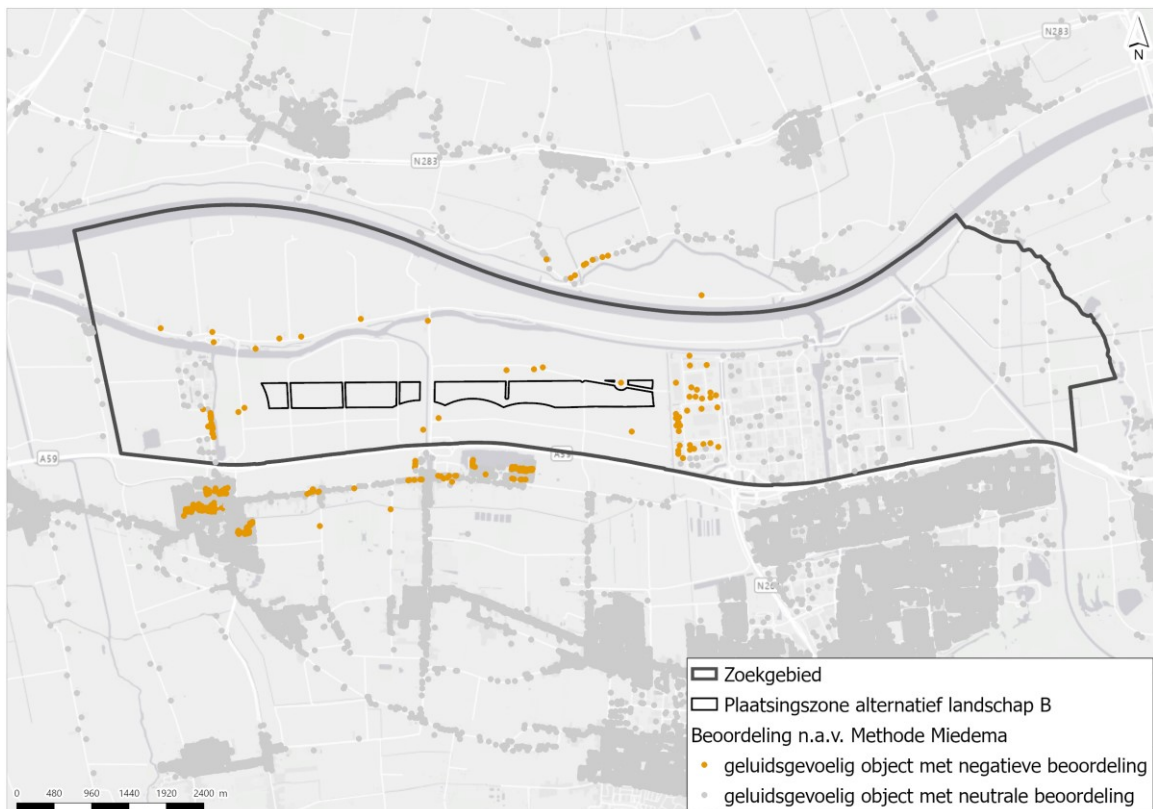 N283
N
N283
A59
A59
N26
Zoekgebied
Plaatsingszone alternatief landschap B
Beoordeling n.a.v. Methode Miedema
geluidsgevoelig object met negatieve beoordeling
geluidsgevoelig object met neutrale beoordeling
0 480 960 1440 1920 2400 m